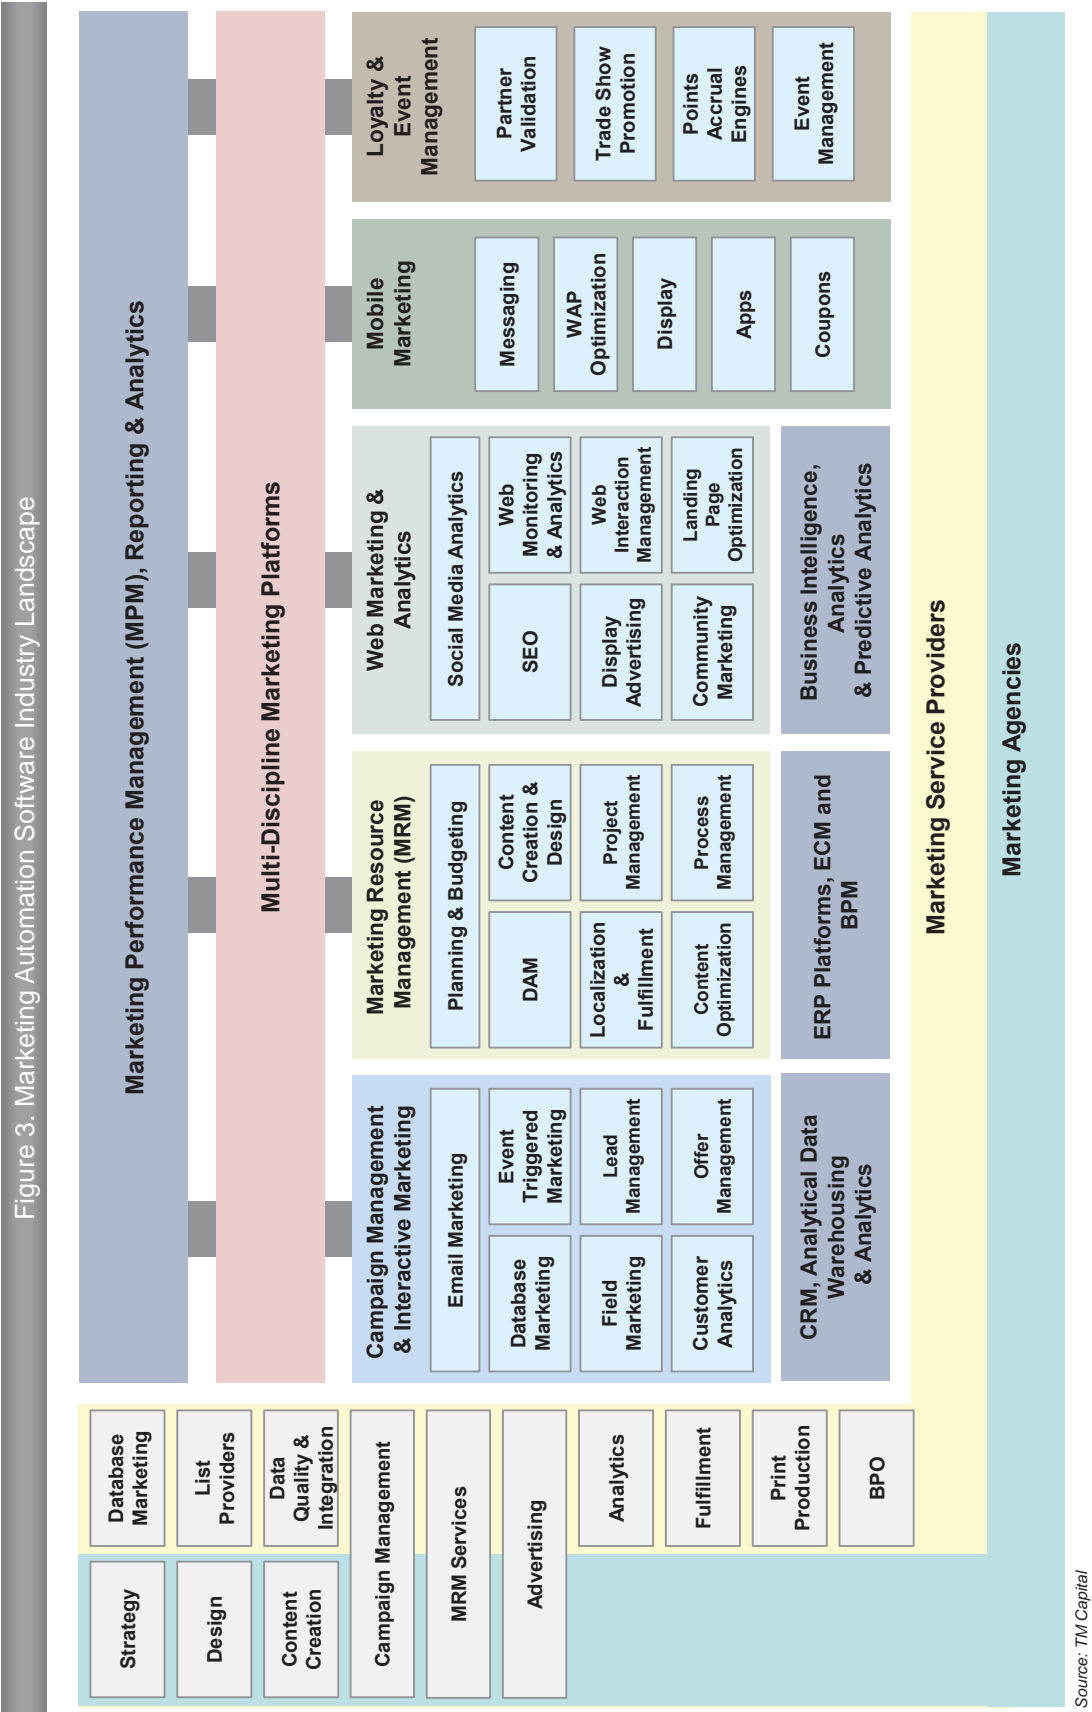 Figure 3. Marketing Automation Software Industry Landscape
Strategy
Design
Content
Creation
Database
Marketing
List
Providers
Data
Quality &
Integration
Campaign Management
MRM Services
Advertising
Analytics
Fulfillment
Print
Production
BPO
Marketing Performance Management (MPM), Reporting & Analytics
Multi-Discipline Marketing Platforms
Campaign Management
& Interactive Marketing
Email Marketing
Database
Marketing
Event
Triggered
Marketing
Field
Marketing
Lead
Management
Customer
Analytics
Offer
Management
CRM, Analytical Data
Warehousing
& Analytics
Marketing Resource
Management (MRM)
Planning & Budgeting
DAM
Content
Creation &
Design
Localization
&
Fulfillment
Project
Management
Content
Optimization
Process
Management
ERP Platforms, ECM and
BPM
Web Marketing &
Analytics
Social Media Analytics
SEO
Web
Monitoring
& Analytics
Display
Advertising
Web
Interaction
Management
Community
Marketing
Landing
Page
Optimization
Business Intelligence,
Analytics
& Predictive Analytics
Mobile
Marketing
Messaging
WAP
Optimization
Display
Apps
Coupons
Loyalty &
Event
Management
Partner
Validation
Trade Show
Promotion
Points
Accrual
Engines
Event
Management
Marketing Service Providers
Marketing Agencies
Source: TM Capital